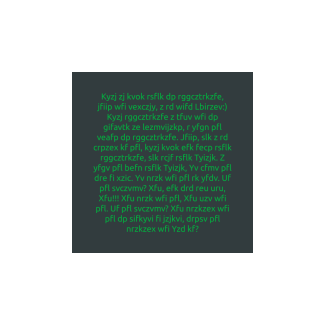 Kyzj zj kvok rsflk dp rggcztrkzfe,
jfiip wfi vexczjy, z rd wifd Lbirzev:)
Kyzj rggcztrkzfe z tfuv wfi dp
gifavtk ze lezmvijzkp, r yfgv pfl
veafp dp rggcztrkzfe. Jfiip, slk z rd
crpzex kf pfl, kyzj kvok efk fecp rsflk
rggcztrkzfe, slk rcjf rsflk Tyizjk. Z
yfgv pfl befn rsflk Tyizjk, Yv cfmv pfl
dre fi xzic. Yv nrzk wfi pfl rk yfdv. Uf
pfl svczvmv? Xfu, efk drd reu uru,
Xfu!!! Xfu nrzk wfi pfl, Xfu uzv wfi
pfl. Uf pfl svczvmv? Xfu nrzkzex wfi
pfl dp sifkyvi fi jzjkvi, drpsv pfl
nrzkzex wfi Yzd kf?